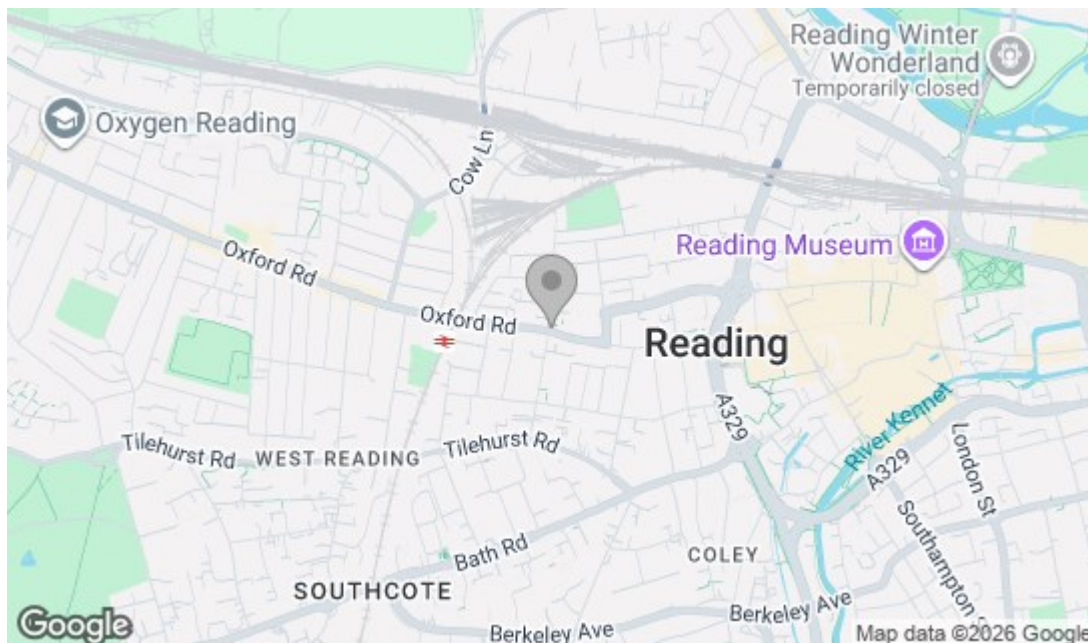 Reading Winter
Wonderland
Temporarily closed
Oxygen Reading
Cow Ln
Reading Museum
Oxford Rd
Oxford Rd
Reading
A329
River Kennet
A329
London St
Tilehurst Rd
WEST READING
Tilehurst Rd
Bath Rd
COLEY
Southampton
SOUTHCOTE
Berkeley Ave
Berkeley Ave
Google
Map data ©2026 Google